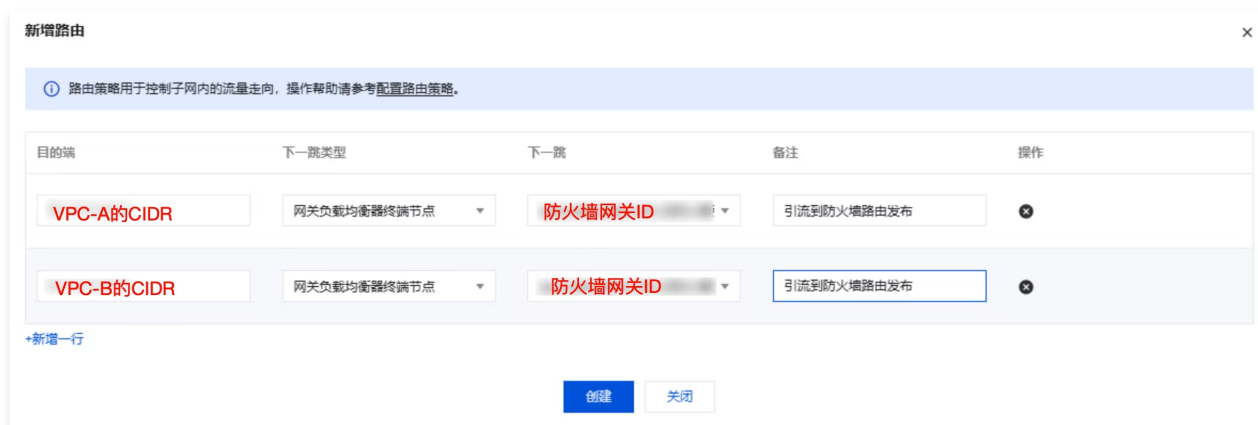 新增路由
路由策略用于控制子网内的流量走向，操作帮助请参考配置路由策略。
目的端 下一跳类型 下一跳 备注 操作
VPC-A的CIDR 网关负载均衡器终端节点 防火墙网关ID 引流到防火墙路由发布
VPC-B的CIDR 网关负载均衡器终端节点 防火墙网关ID 引流到防火墙路由发布
+新增一行
创建 关闭